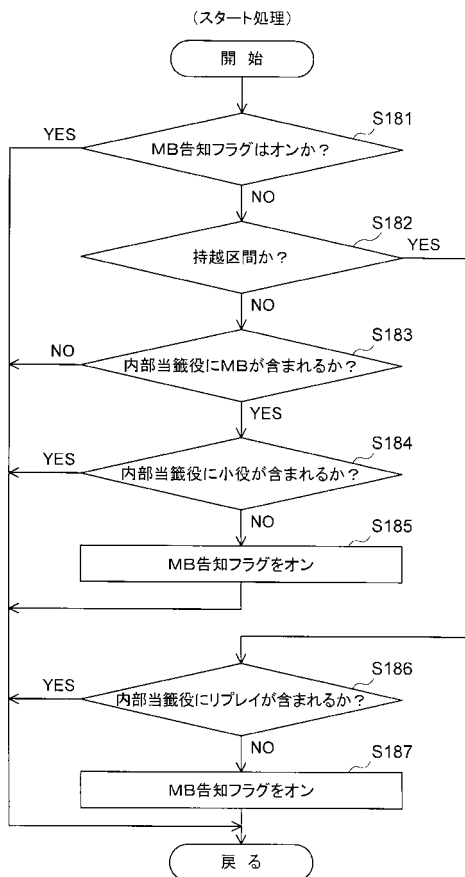 (スタート処理)
開 始
S181
YES
MB告知フラグはオンか?
NO
S182
YES
持越区間か?
NO
S183
NO
内部当籤役にMBが含まれるか?
YES
S184
YES
内部当籤役に小役が含まれるか?
NO
S185
MB告知フラグをオン
S186
YES
内部当籤役にリプレイが含まれるか?
NO
S187
MB告知フラグをオン
戻 る